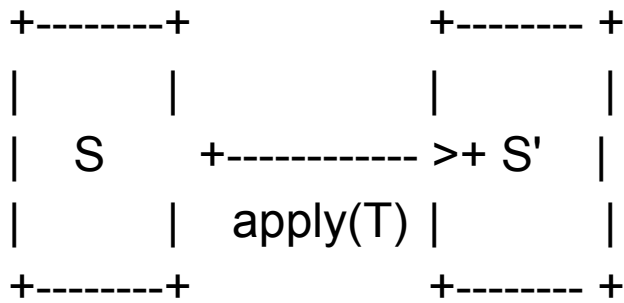 +--------+ +-------- +
| | | |
| S +------------ >+ S' |
| | apply(T) | |
+--------+ +-------- +